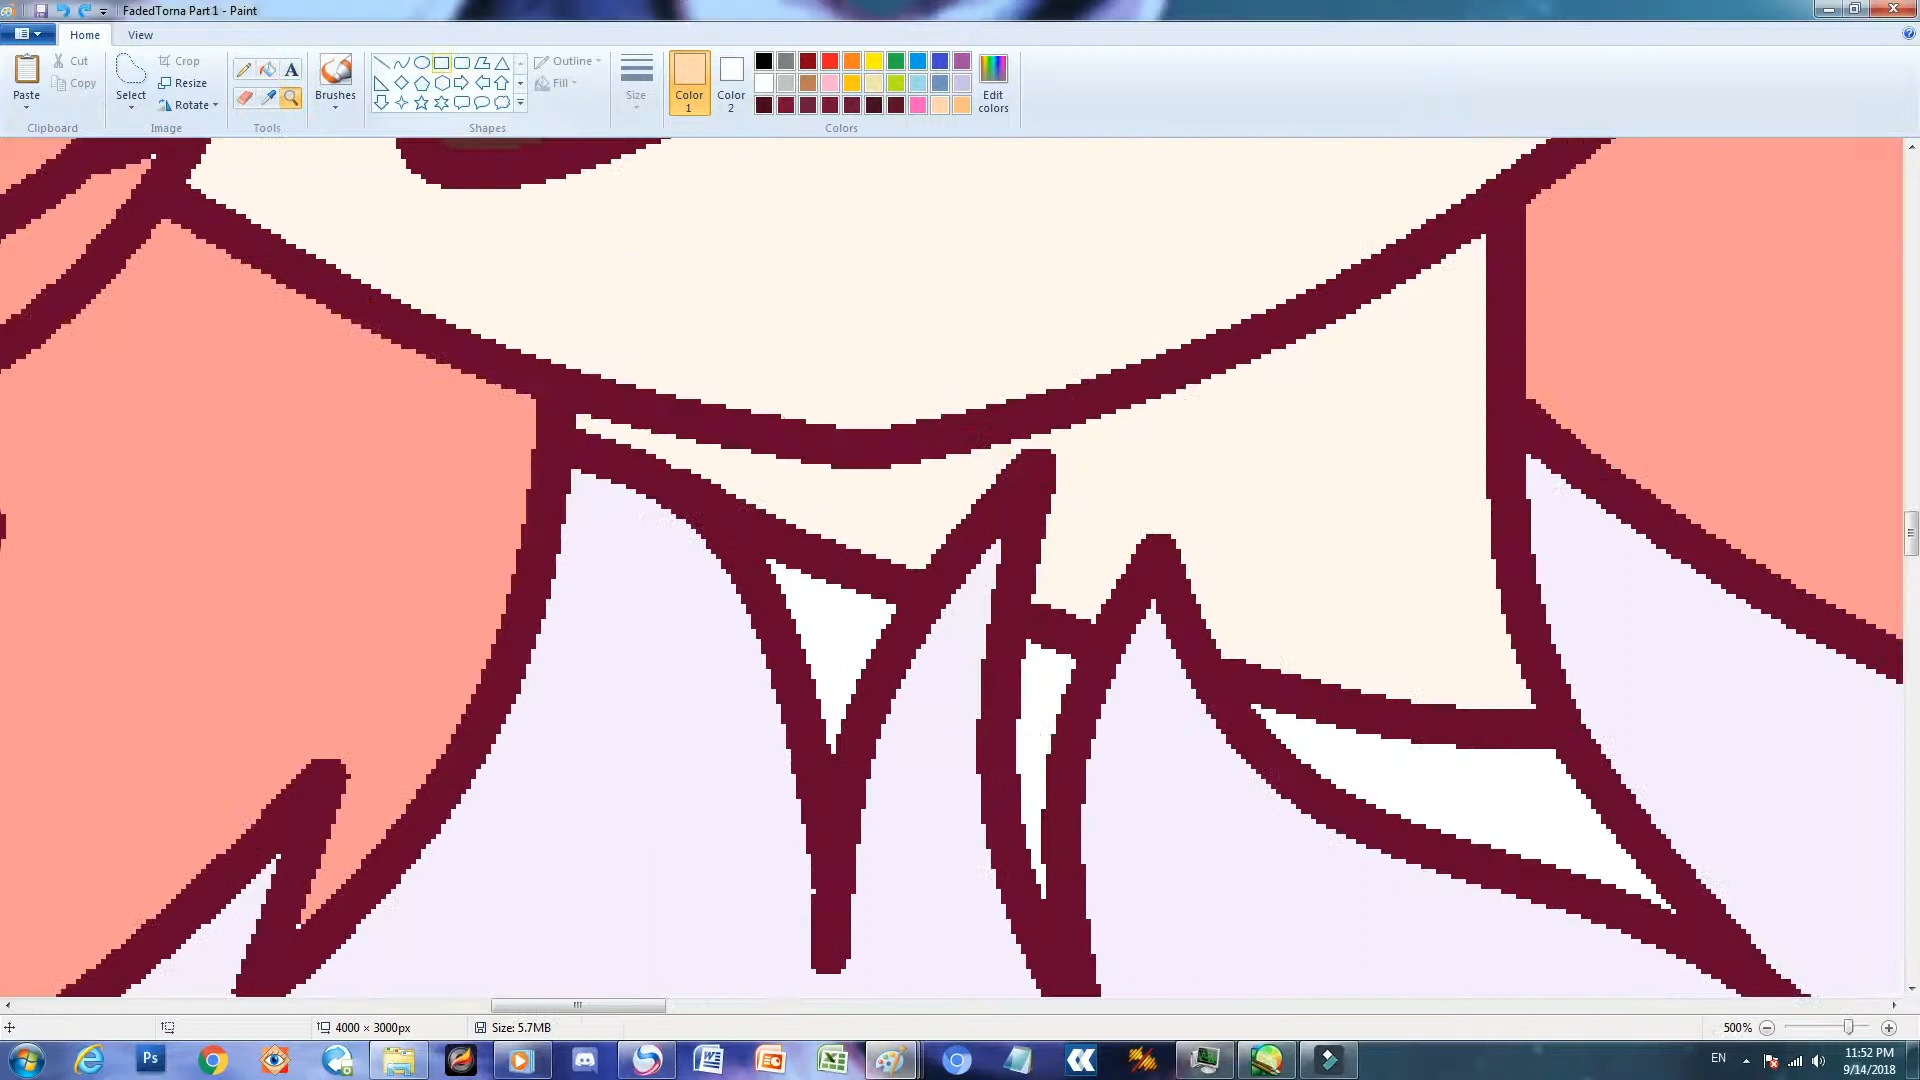 FadedTorna Part 1 - Paint
Home View
Paste
Cut
Copy
Clipboard
Select
Crop
Resize
Rotate
Image
A
Tools
Brushes
Outline
Fill
Shapes
Size
Color 1
Color 2
Edit colors
Colors
4000 × 3000px
Size: 5.7MB
500%
Ps
EN
11:52 PM
9/14/2018